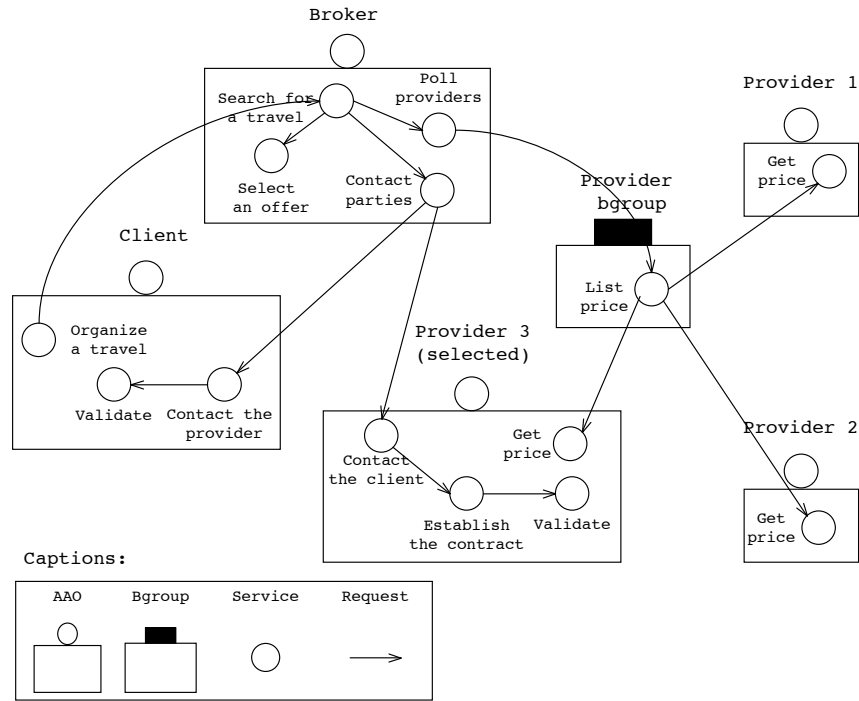 Broker
Search for
a travel
Poll
providers
Select
an offer
Contact
parties
Provider 1
Get
price
Provider
bgroup
List
price
Client
Organize
a travel
Validate
Contact the
provider
Provider 3
(selected)
Contact
the client
Get
price
Establish
the contract
Validate
Provider 2
Get
price
Captions:
AAO
Bgroup
Service
Request